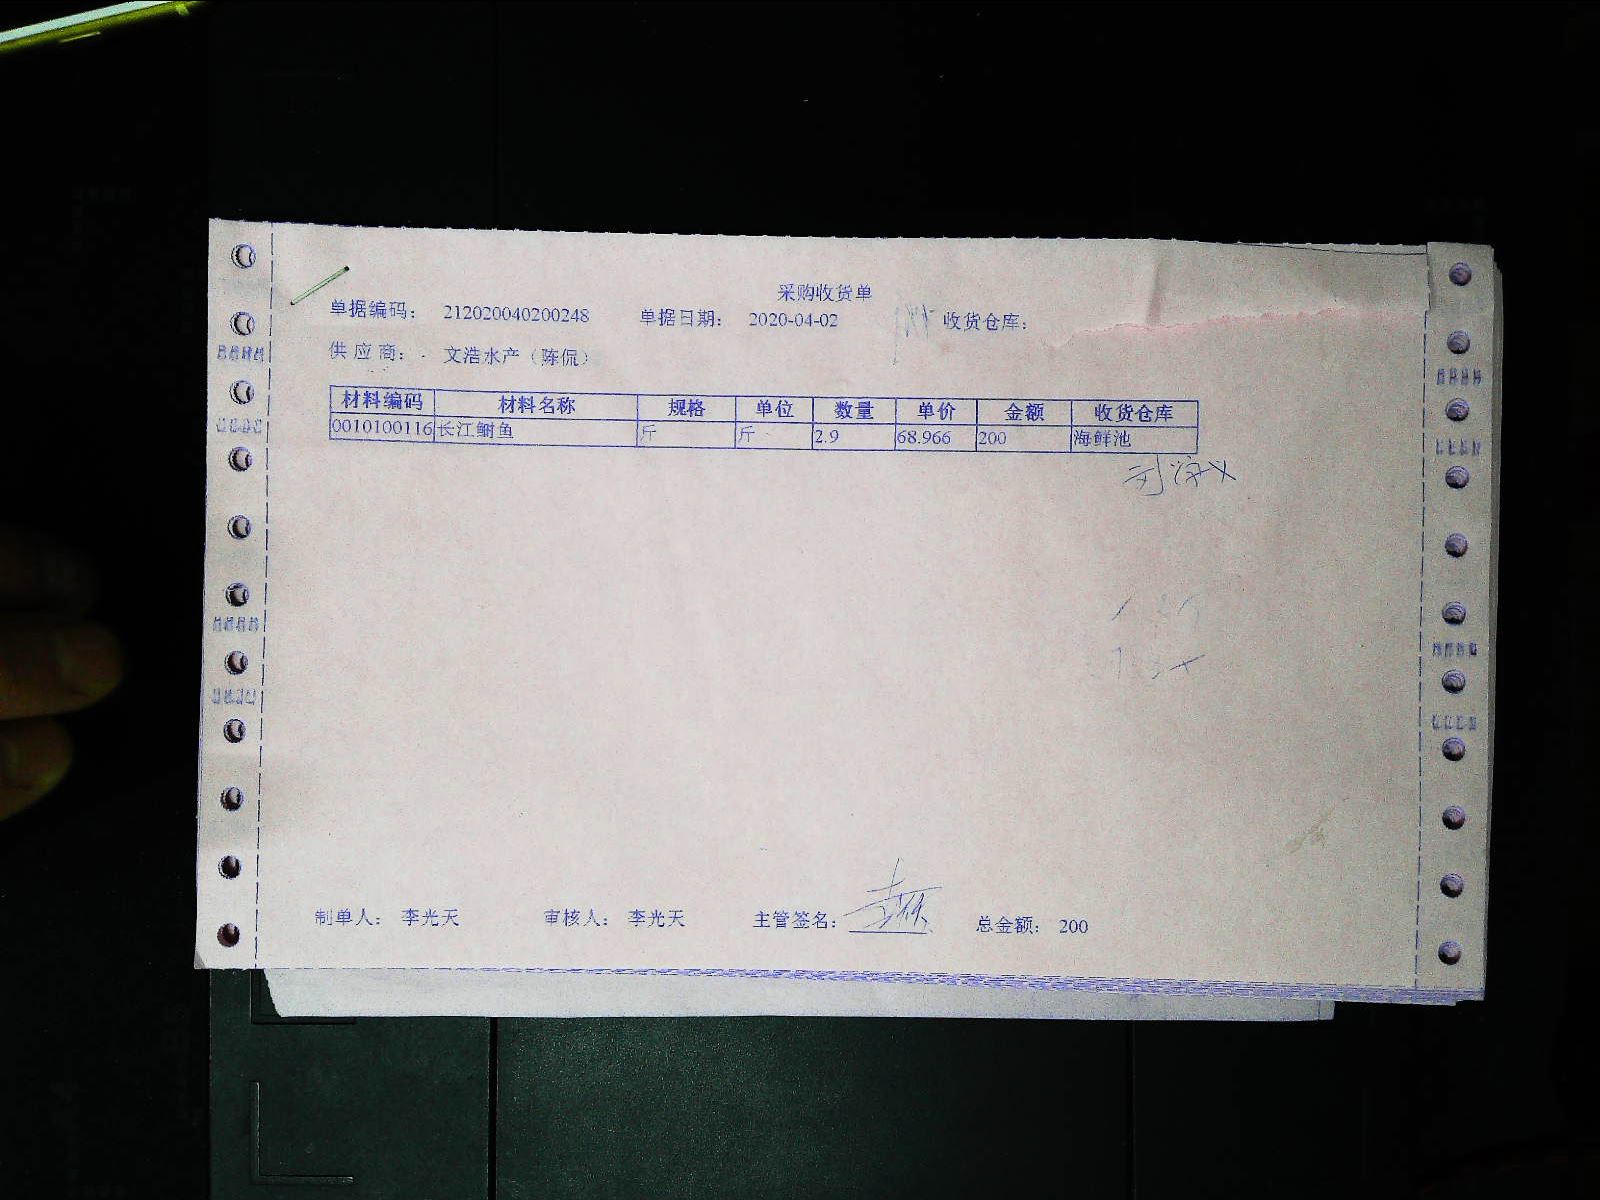 采购收货单
单据编码： 212020040200248 单据日期： 2020-04-02 收货仓库：
供 应 商： 文浩水产（陈侃）
材料编码 材料名称 规格 单位 数量 单价 金额 收货仓库
0010100116 长江鲥鱼 斤 斤 2.9 68.966 200 海鲜池
制单人： 李光天 审核人： 李光天 主管签名： 总金额： 200